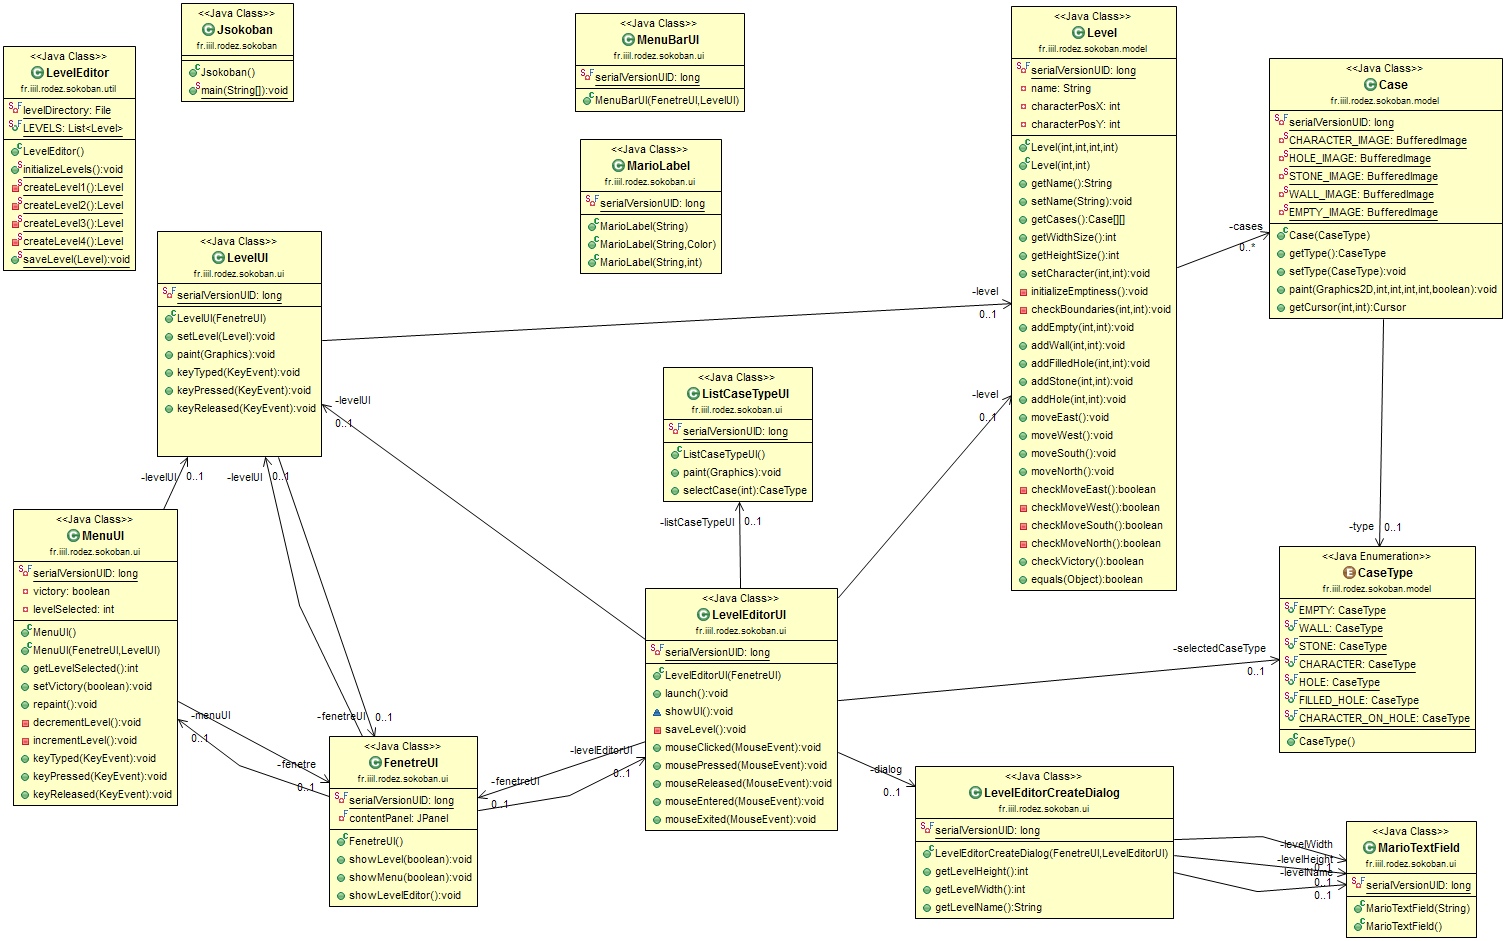 <<Java Class>>
LevelEditor
fr.iiiil.rodez.sokoban.util
levelDirectory: File
LEVELS: List<Level>
LevelEditor()
initializeLevels():void
createLevel1():Level
createLevel2():Level
createLevel3():Level
createLevel4():Level
saveLevel(Level):void
<<Java Class>>
Jsokoban
fr.iiiil.rodez.sokoban
Jsokoban()
main(String[]):void
<<Java Class>>
MenuBarUI
fr.iiiil.rodez.sokoban.ui
serialVersionUID: long
MenuBarUI(FenetreUI,LevelUI)
<<Java Class>>
MarioLabel
fr.iiiil.rodez.sokoban.ui
serialVersionUID: long
MarioLabel(String)
MarioLabel(String,Color)
MarioLabel(String,int)
<<Java Class>>
Level
fr.iiiil.rodez.sokoban.model
serialVersionUID: long
name: String
characterPosX: int
characterPosY: int
Level(int,int,int,int)
Level(int,int)
getName():String
setName(String):void
getCases():Case[][]
getWidthSize():int
getHeightSize():int
setCharacter(int,int):void
initializeEmptiness():void
checkBoundaries(int,int):void
addEmpty(int,int):void
addWall(int,int):void
addFilledHole(int,int):void
addStone(int,int):void
addHole(int,int):void
moveEast():void
moveWest():void
moveSouth():void
moveNorth():void
checkMoveEast():boolean
checkMoveWest():boolean
checkMoveSouth():boolean
checkMoveNorth():boolean
checkVictory():boolean
equals(Object):boolean
-cases
0..*
<<Java Class>>
Case
fr.iiiil.rodez.sokoban.model
serialVersionUID: long
CHARACTER_IMAGE: BufferedImage
HOLE_IMAGE: BufferedImage
STONE_IMAGE: BufferedImage
WALL_IMAGE: BufferedImage
EMPTY_IMAGE: BufferedImage
Case(CaseType)
getType():CaseType
setType(CaseType):void
paint(Graphics2D,int,int,int,int,boolean):void
getCursor(int,int):Cursor
<<Java Class>>
LevelUI
fr.iiiil.rodez.sokoban.ui
serialVersionUID: long
LevelUI(FenetreUI)
setLevel(Level):void
paint(Graphics):void
keyTyped(KeyEvent):void
keyPressed(KeyEvent):void
keyReleased(KeyEvent):void
-level
0..1
-levelUI
0..1
-level
0..1
<<Java Class>>
ListCaseTypeUI
fr.iiiil.rodez.sokoban.ui
serialVersionUID: long
ListCaseTypeUI()
paint(Graphics):void
selectCase(int):CaseType
-listCaseTypeUI
0..1
-levelUI
0..1
-levelUI
0..1
<<Java Class>>
MenuUI
fr.iiiil.rodez.sokoban.ui
serialVersionUID: long
victory: boolean
levelSelected: int
MenuUI()
MenuUI(FenetreUI,LevelUI)
getLevelSelected():int
setVictory(boolean):void
repaint():void
decrementLevel():void
incrementLevel():void
keyTyped(KeyEvent):void
keyPressed(KeyEvent):void
keyReleased(KeyEvent):void
-menuUI
0..1
-fenetre
0..1
-fenetreUI
0..1
<<Java Class>>
FenetreUI
fr.iiiil.rodez.sokoban.ui
serialVersionUID: long
contentPanel: JPanel
FenetreUI()
showLevel(boolean):void
showMenu(boolean):void
showLevelEditor():void
-levelEditorUI
0..1
-fenetreUI
0..1
<<Java Class>>
LevelEditorUI
fr.iiiil.rodez.sokoban.ui
serialVersionUID: long
LevelEditorUI(FenetreUI)
launch():void
showUI():void
saveLevel():void
mouseClicked(MouseEvent):void
mousePressed(MouseEvent):void
mouseReleased(MouseEvent):void
mouseEntered(MouseEvent):void
mouseExited(MouseEvent):void
-type
0..1
-selectedCaseType
0..1
<<Java Enumeration>>
CaseType
fr.iiiil.rodez.sokoban.model
EMPTY: CaseType
WALL: CaseType
STONE: CaseType
CHARACTER: CaseType
HOLE: CaseType
FILLED_HOLE: CaseType
CHARACTER_ON_HOLE: CaseType
CaseType()
-dialog
0..1
<<Java Class>>
LevelEditorCreateDialog
fr.iiiil.rodez.sokoban.ui
serialVersionUID: long
LevelEditorCreateDialog(FenetreUI,LevelEditorUI)
getLevelHeight():int
getLevelWidth():int
getLevelName():String
-levelWidth
0..1
-levelHeight
0..1
-levelName
0..1
<<Java Class>>
MarioTextField
fr.iiiil.rodez.sokoban.ui
serialVersionUID: long
MarioTextField(String)
MarioTextField()